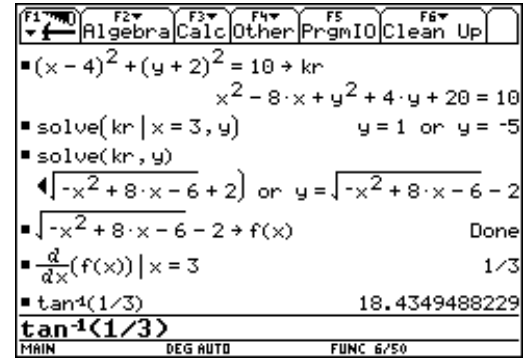 F1 F2 Algebra F3 Calc F4 Other F5 PrgmIO F6 Clean Up
▪(x − 4)² + (y + 2)² = 10 → kr
x² − 8·x + y² + 4·y + 20 = 10
▪solve(kr | x = 3, y) y = 1 or y = -5
▪solve(kr, y)
◂(√(-x² + 8·x − 6) + 2) or y = √(-x² + 8·x − 6) − 2
▪√(-x² + 8·x − 6) − 2 → f(x) Done
▪d/dx(f(x)) | x = 3 1/3
▪tan⁻¹(1/3) 18.4349488229
tan⁻¹(1/3)
MAIN DEG AUTO FUNC 6/50